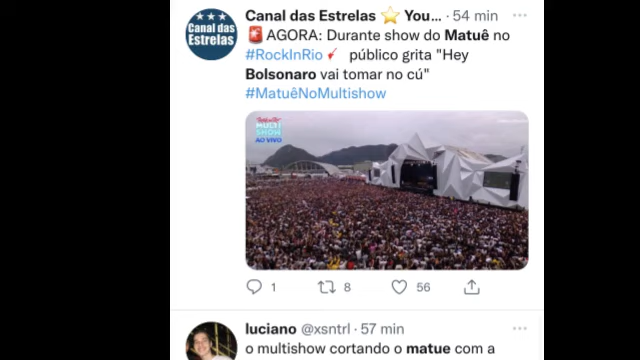 Canal das Estrelas ⭐ You... · 54 min
Canal das
Estrelas
🚨AGORA: Durante show do Matuê no
#RockInRio público grita "Hey
Bolsonaro vai tomar no cú"
#MatuêNoMultishow
MULTI
SHOW
AO VIVO
1 8 56
luciano @xsntrl · 57 min
o multishow cortando o matue com a